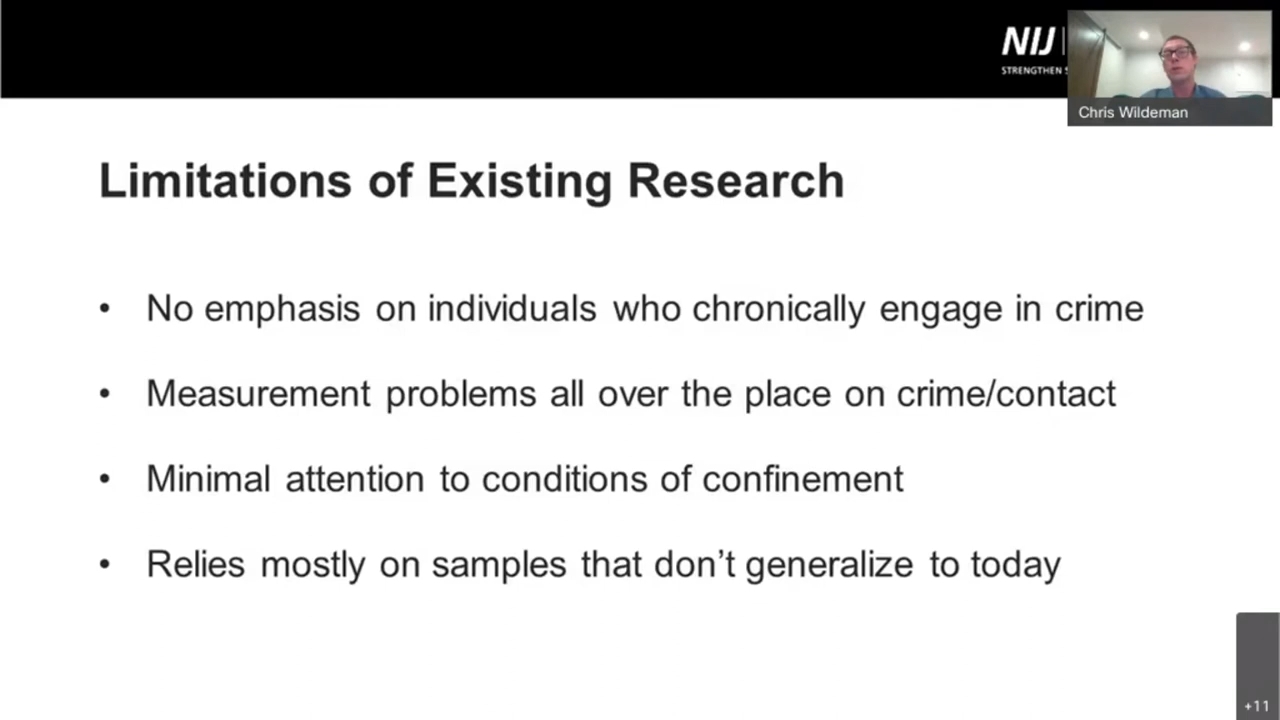 NIJ
STRENGTHEN
Chris Wildeman
Limitations of Existing Research
• No emphasis on individuals who chronically engage in crime
• Measurement problems all over the place on crime/contact
• Minimal attention to conditions of confinement
• Relies mostly on samples that don’t generalize to today
+11